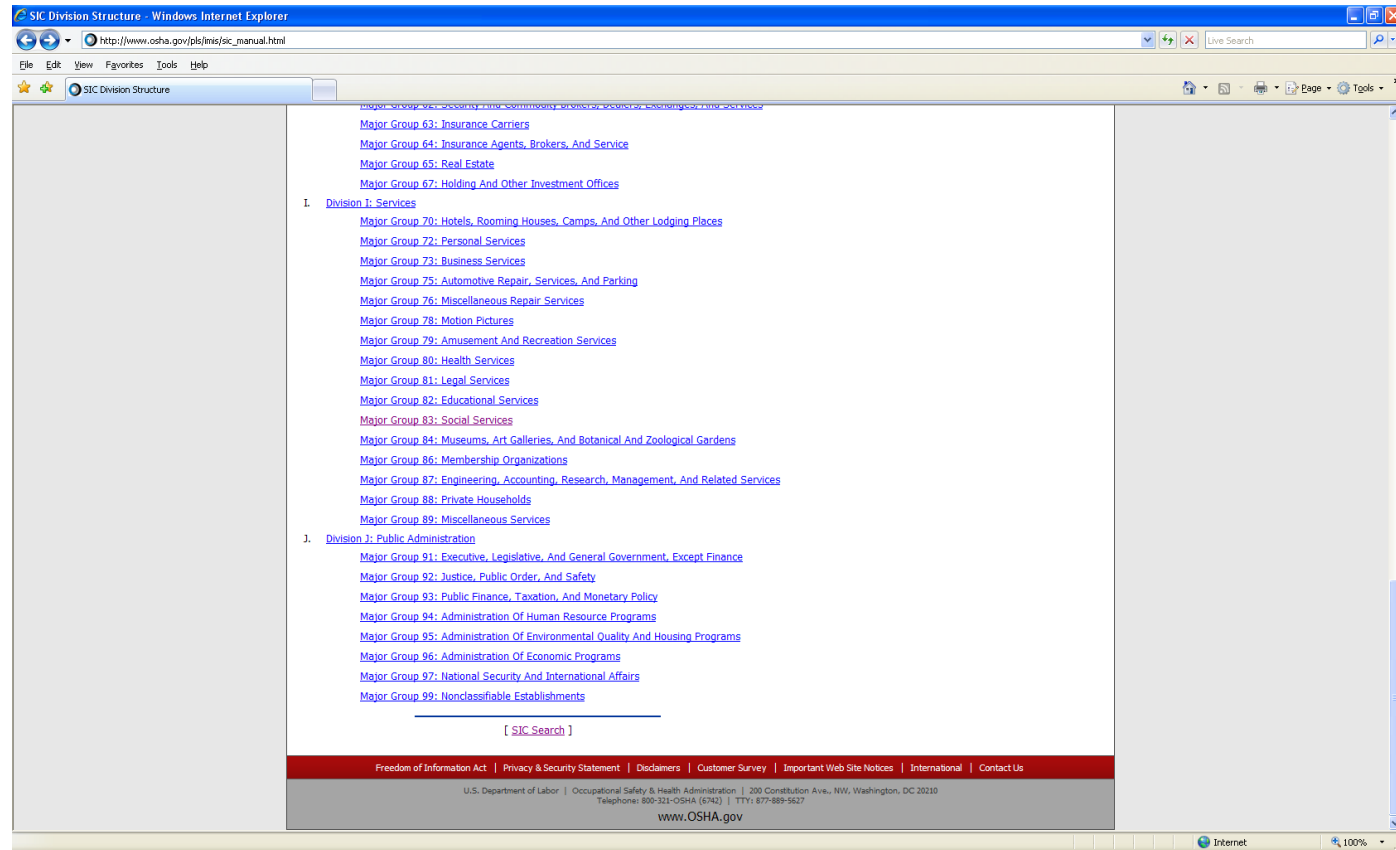 SIC Division Structure - Windows Internet Explorer
http://www.osha.gov/pls/imis/sic_manual.html
Live Search
File Edit View Favorites Tools Help
SIC Division Structure
Page Tools
Major Group 62: Security And Commodity Brokers, Dealers, Exchanges, And Services
Major Group 63: Insurance Carriers
Major Group 64: Insurance Agents, Brokers, And Service
Major Group 65: Real Estate
Major Group 67: Holding And Other Investment Offices
I. Division I: Services
Major Group 70: Hotels, Rooming Houses, Camps, And Other Lodging Places
Major Group 72: Personal Services
Major Group 73: Business Services
Major Group 75: Automotive Repair, Services, And Parking
Major Group 76: Miscellaneous Repair Services
Major Group 78: Motion Pictures
Major Group 79: Amusement And Recreation Services
Major Group 80: Health Services
Major Group 81: Legal Services
Major Group 82: Educational Services
Major Group 83: Social Services
Major Group 84: Museums, Art Galleries, And Botanical And Zoological Gardens
Major Group 86: Membership Organizations
Major Group 87: Engineering, Accounting, Research, Management, And Related Services
Major Group 88: Private Households
Major Group 89: Miscellaneous Services
J. Division J: Public Administration
Major Group 91: Executive, Legislative, And General Government, Except Finance
Major Group 92: Justice, Public Order, And Safety
Major Group 93: Public Finance, Taxation, And Monetary Policy
Major Group 94: Administration Of Human Resource Programs
Major Group 95: Administration Of Environmental Quality And Housing Programs
Major Group 96: Administration Of Economic Programs
Major Group 97: National Security And International Affairs
Major Group 99: Nonclassifiable Establishments
[ SIC Search ]
Freedom of Information Act | Privacy & Security Statement | Disclaimers | Customer Survey | Important Web Site Notices | International | Contact Us
U.S. Department of Labor | Occupational Safety & Health Administration | 200 Constitution Ave., NW, Washington, DC 20210
Telephone: 800-321-OSHA (6742) | TTY: 877-889-5627
www.OSHA.gov
Internet 100%